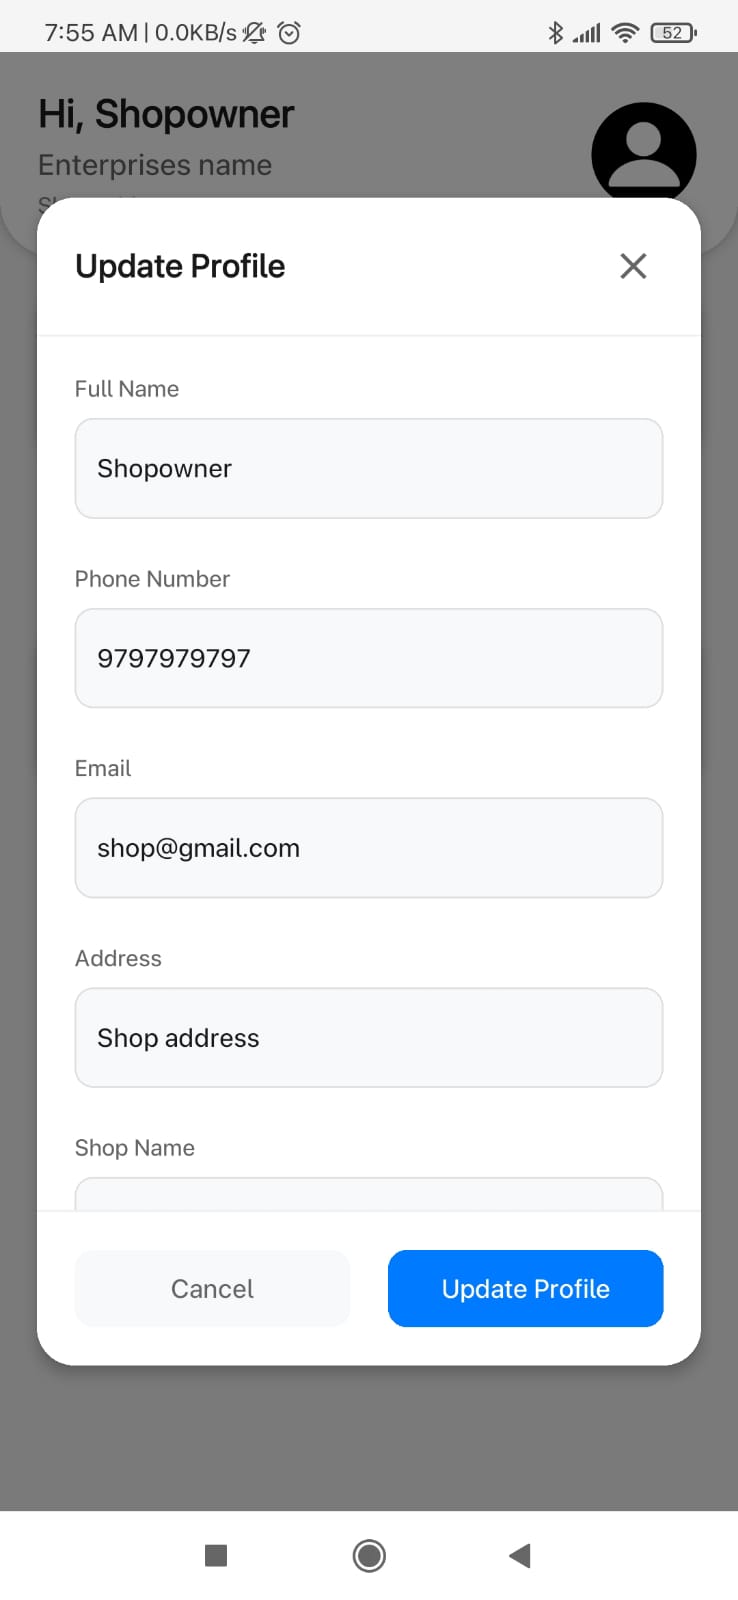 7:55 AM | 0.0KB/s
52
Hi, Shopowner
Enterprises name
Update Profile
Full Name
Shopowner
Phone Number
9797979797
Email
shop@gmail.com
Address
Shop address
Shop Name
Cancel
Update Profile